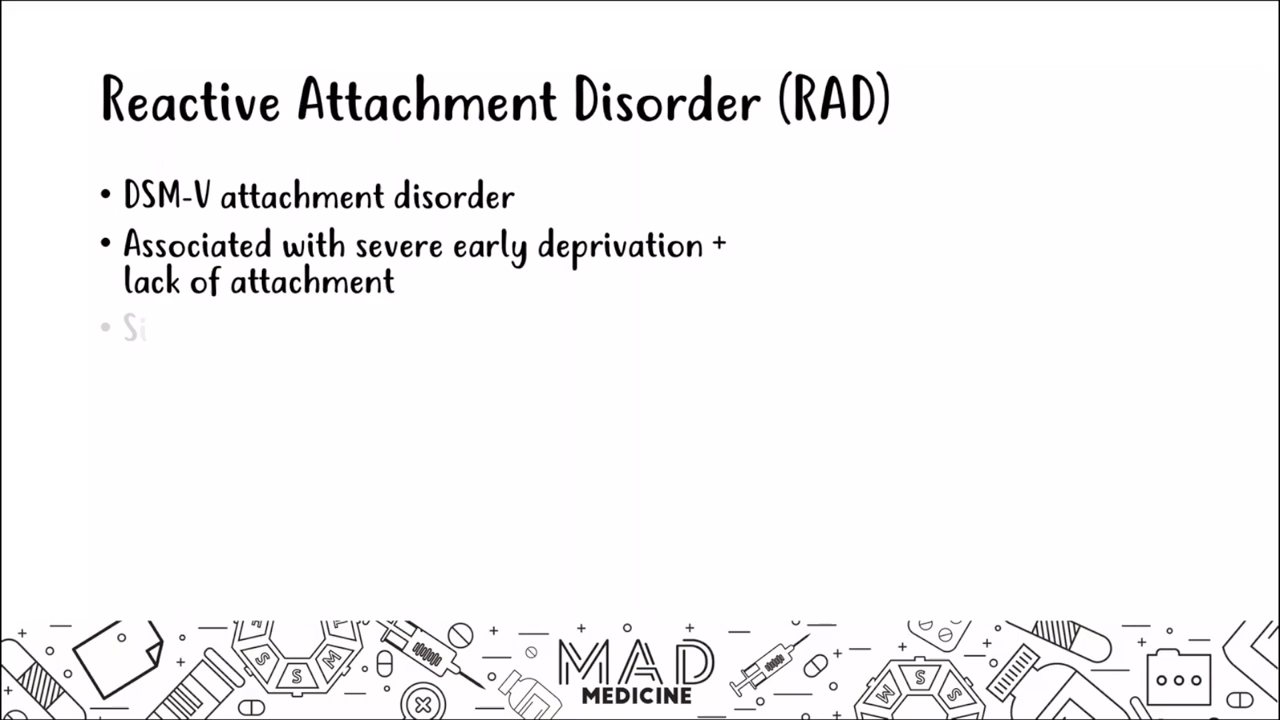 Reactive Attachment Disorder (RAD)
• DSM-V attachment disorder
• Associated with severe early deprivation +
lack of attachment
• Si
MAD
MEDICINE